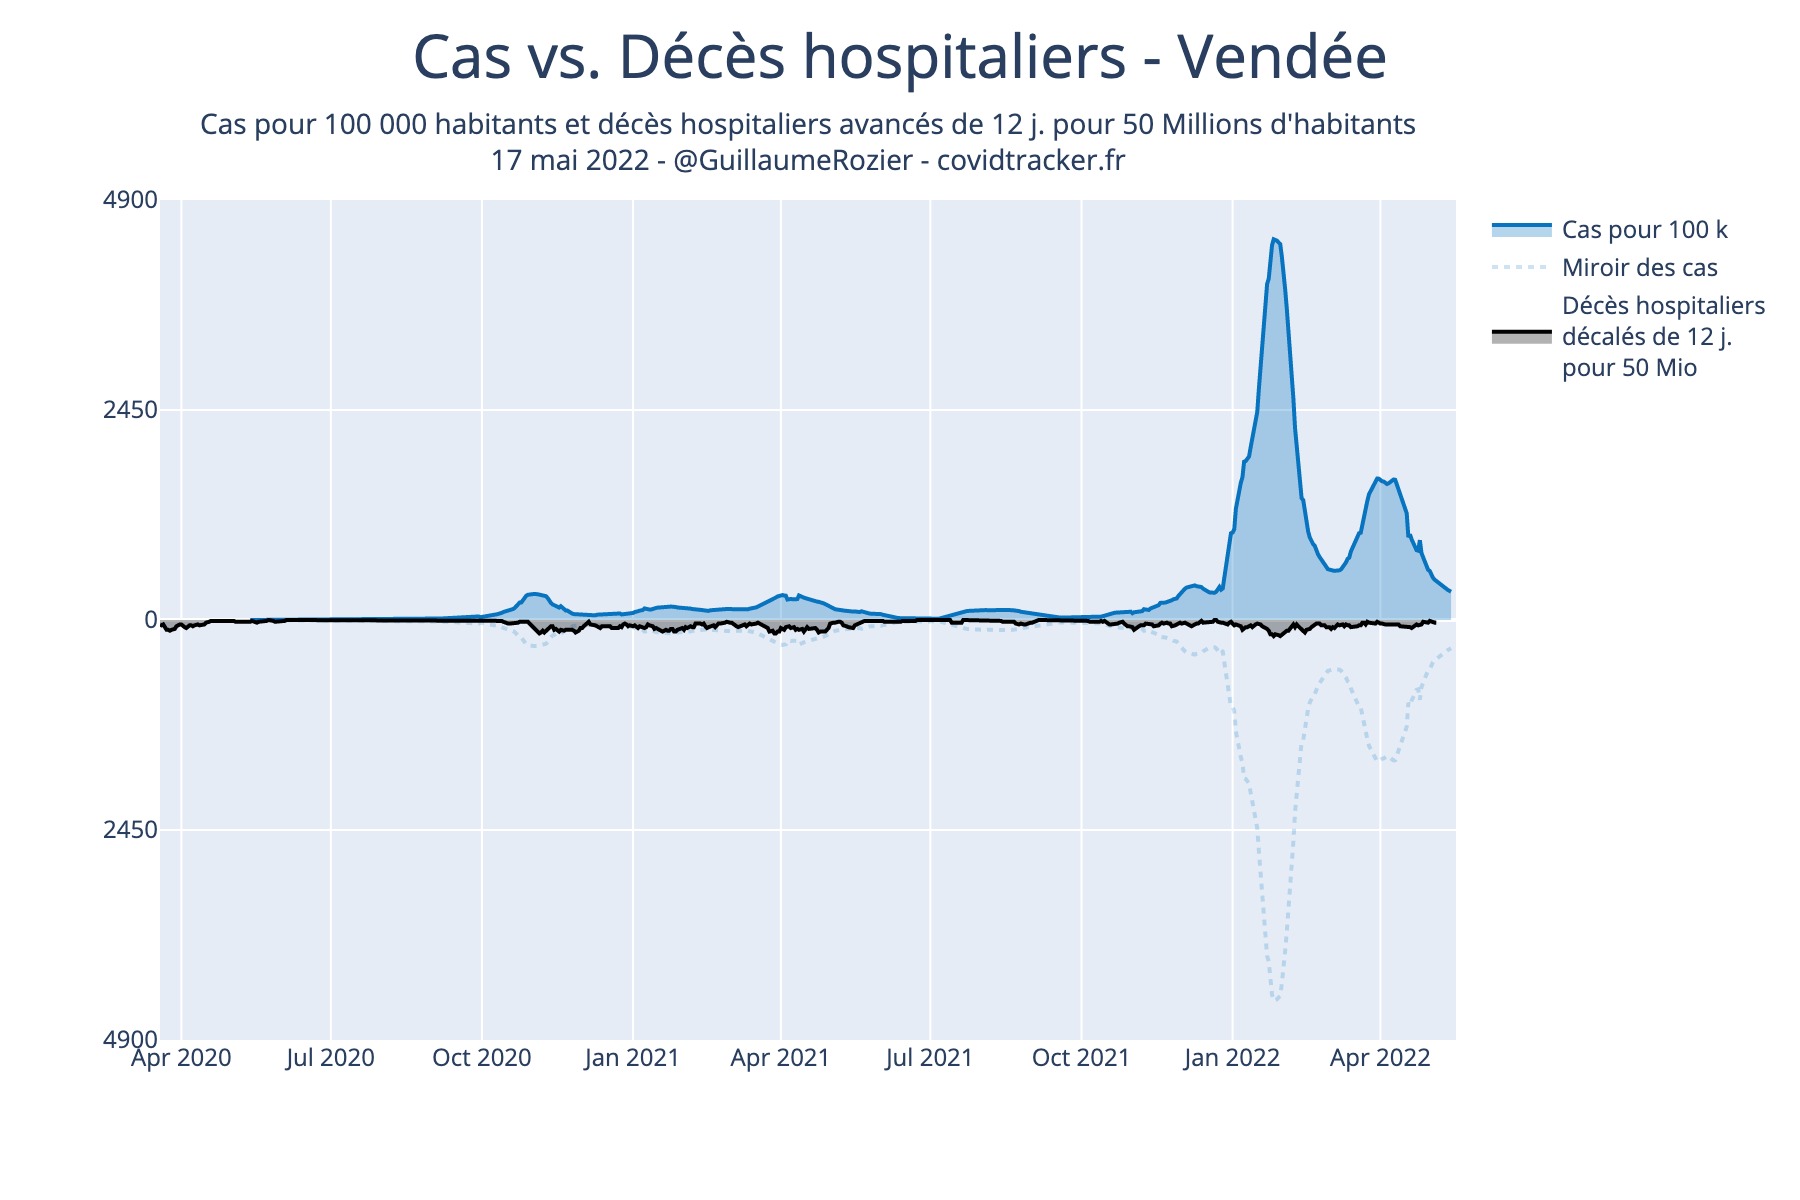 Cas vs. Décès hospitaliers - Vendée
Cas pour 100 000 habitants et décès hospitaliers avancés de 12 j. pour 50 Millions d'habitants
17 mai 2022 - @GuillaumeRozier - covidtracker.fr
4900
2450
0
2450
4900
Apr 2020
Jul 2020
Oct 2020
Jan 2021
Apr 2021
Jul 2021
Oct 2021
Jan 2022
Apr 2022
Cas pour 100 k
Miroir des cas
Décès hospitaliers
décalés de 12 j.
pour 50 Mio